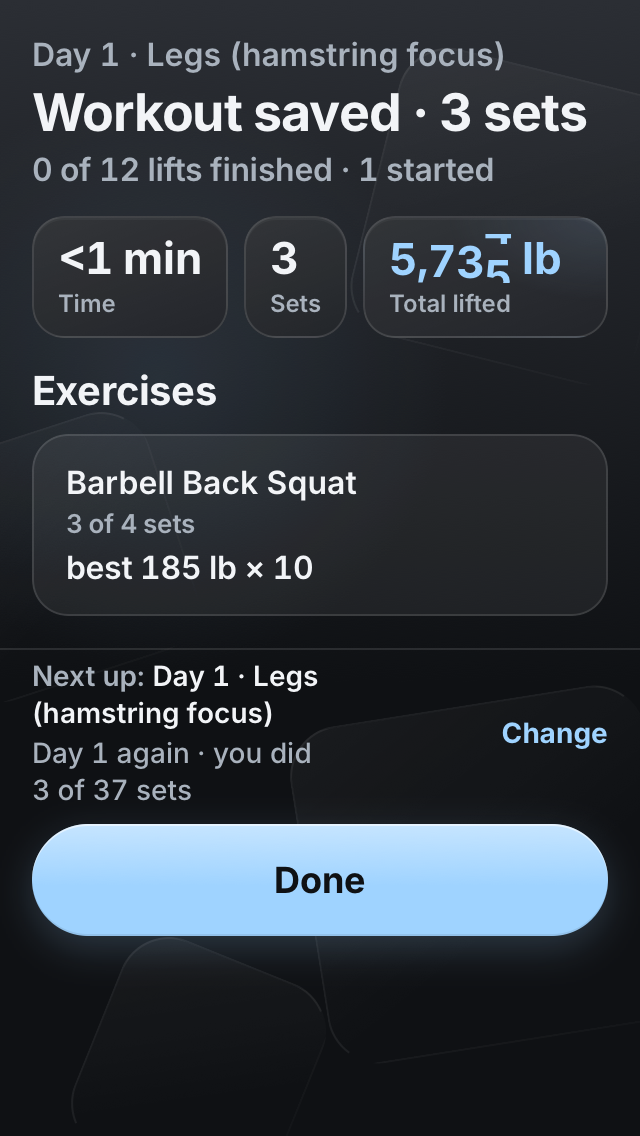 Day 1 · Legs (hamstring focus)
Workout saved · 3 sets
0 of 12 lifts finished · 1 started
<1 min
Time
3
Sets
lb
Total lifted
Exercises
Barbell Back Squat
3 of 4 sets
best 185 lb × 10
Next up: Day 1 · Legs
(hamstring focus)
Day 1 again · you did
3 of 37 sets
Change
Done